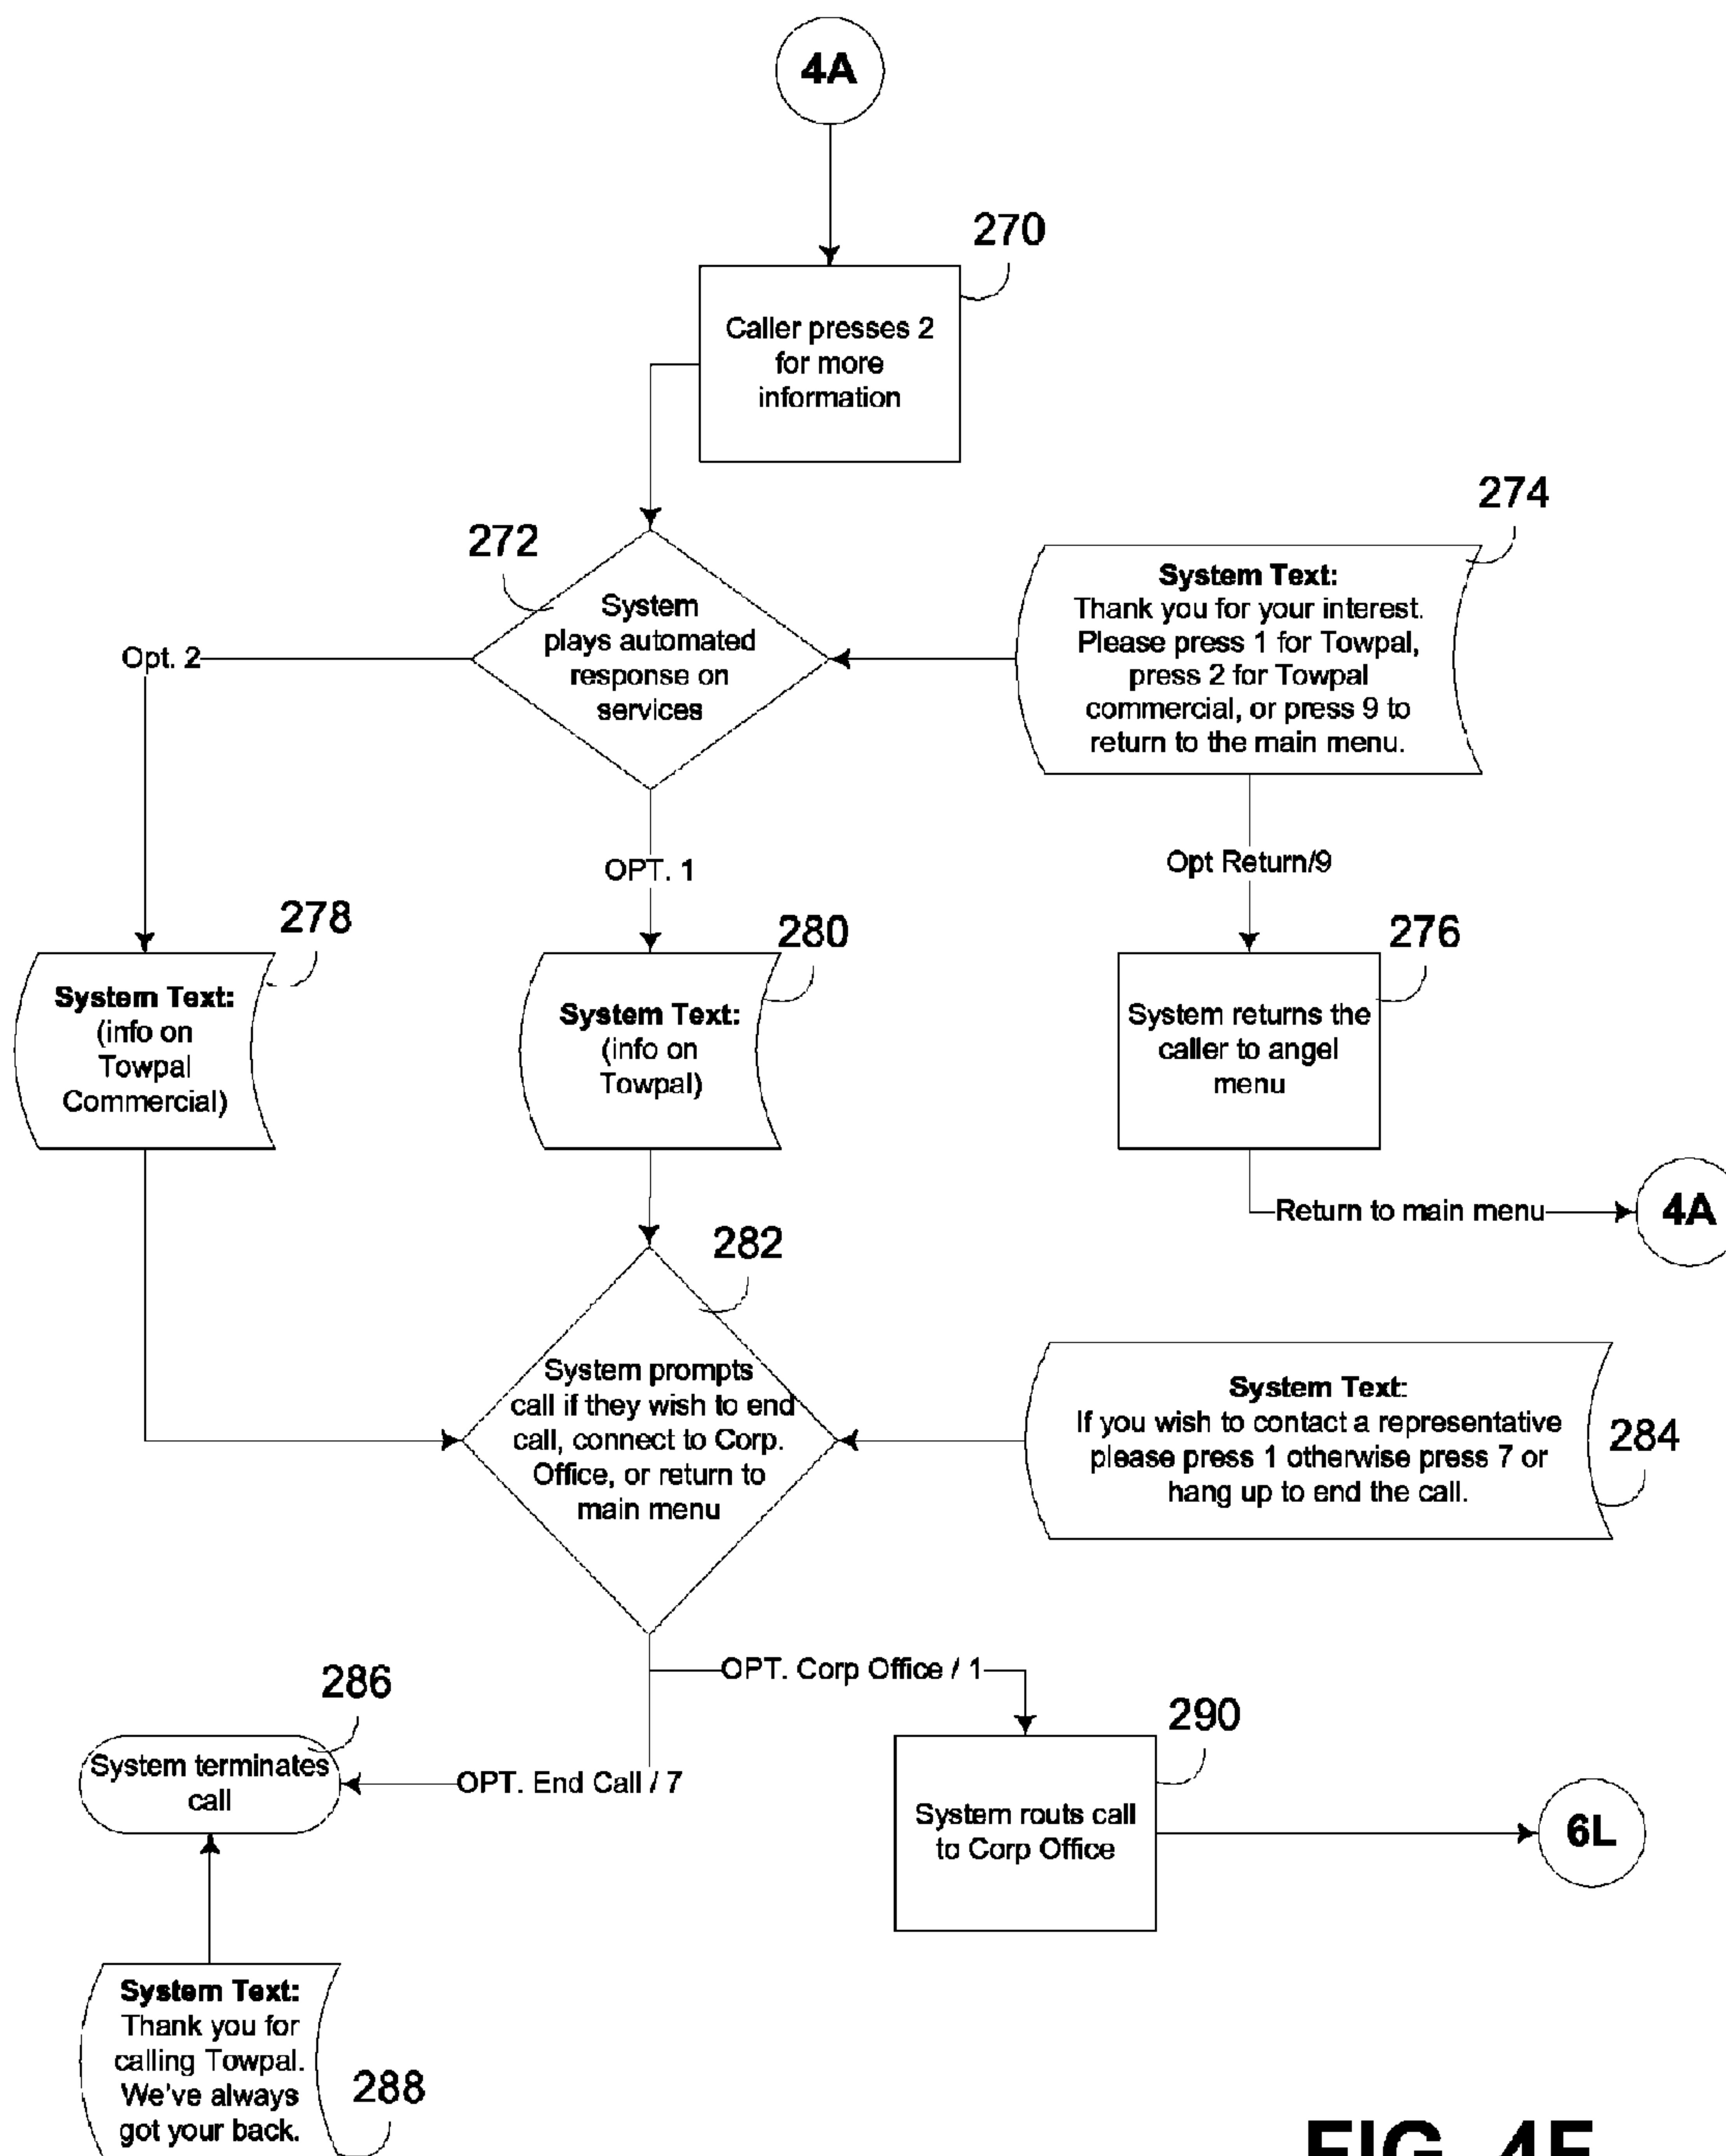 4A
270
Caller presses 2
for more
information
274
272
System
plays automated
response on
services
System Text:
Thank you for your interest.
Please press 1 for Towpal,
press 2 for Towpal
commercial, or press 9 to
return to the main menu.
Opt. 2
OPT. 1
Opt Return/9
278
280
276
System Text:
(info on
Towpal
Commercial)
System Text:
(info on
Towpal)
System returns the
caller to angel
menu
Return to main menu
4A
282
System prompts
call if they wish to end
call, connect to Corp.
Office, or return to
main menu
System Text:
If you wish to contact a representative
please press 1 otherwise press 7 or
hang up to end the call.
284
OPT. Corp Office / 1
286
290
System terminates
call
OPT. End Call / 7
System routs call
to Corp Office
6L
System Text:
Thank you for
calling Towpal.
We've always
got your back.
288